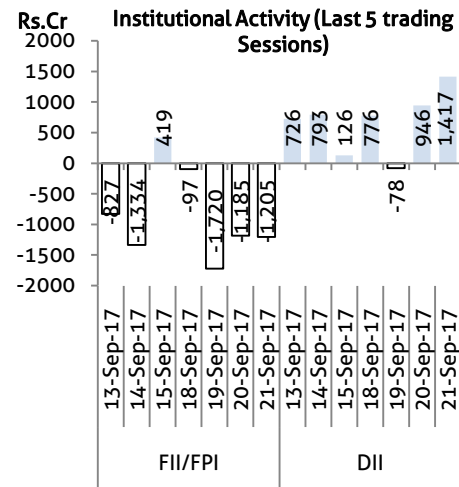 Rs.Cr
Institutional Activity (Last 5 trading
Sessions)
2000
1500
1000
500
0
-500
-1000
-1500
-2000
-827
-1,334
419
-97
-1,720
-1,185
-1,205
726
793
126
776
-78
946
1,417
13-Sep-17
14-Sep-17
15-Sep-17
18-Sep-17
19-Sep-17
20-Sep-17
21-Sep-17
13-Sep-17
14-Sep-17
15-Sep-17
18-Sep-17
19-Sep-17
20-Sep-17
21-Sep-17
FII/FPI
DII